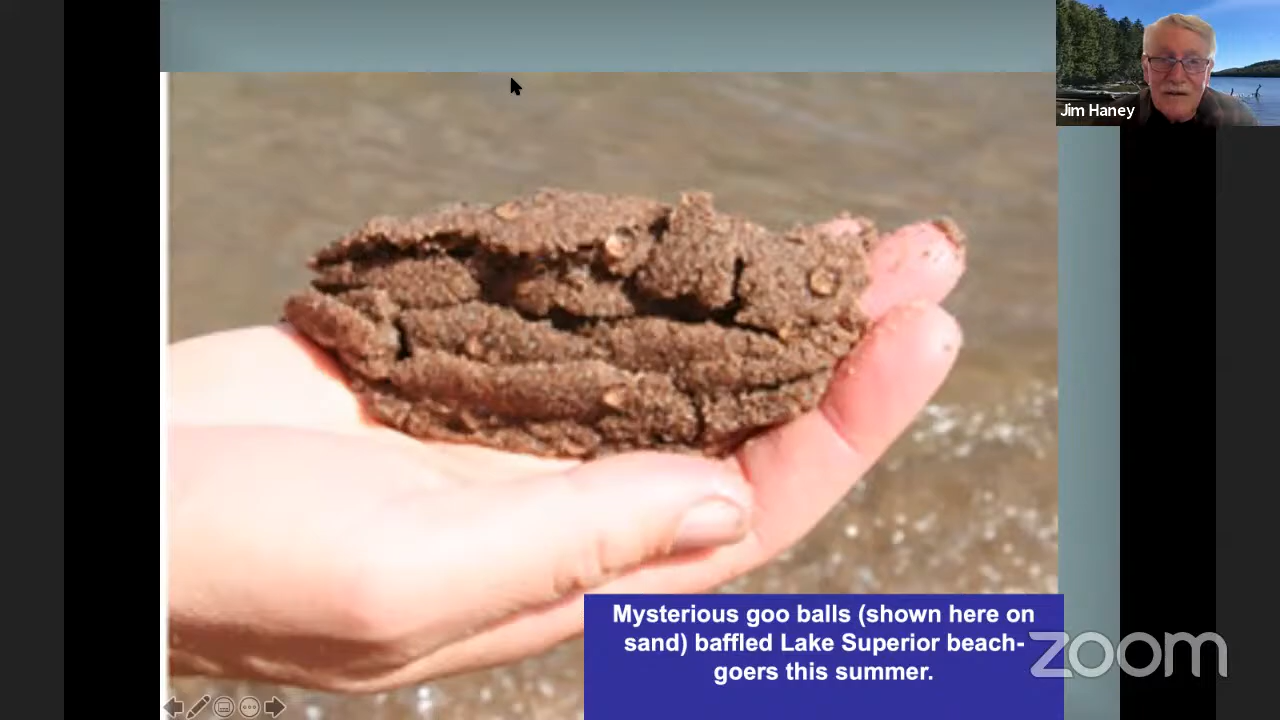 Jim Haney
Mysterious goo balls (shown here on
sand) baffled Lake Superior beach-
goers this summer.
zoom